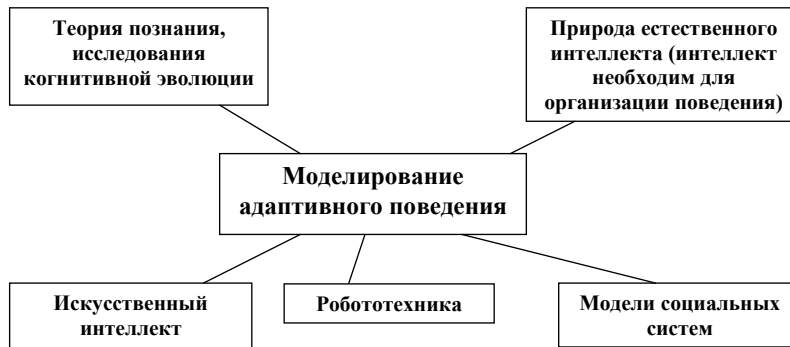 Теория познания,
исследования
когнитивной эволюции
Природа естественного
интеллекта (интеллект
необходим для
организации поведения)
Моделирование
адаптивного поведения
Искусственный
интеллект
Робототехника
Модели социальных
систем